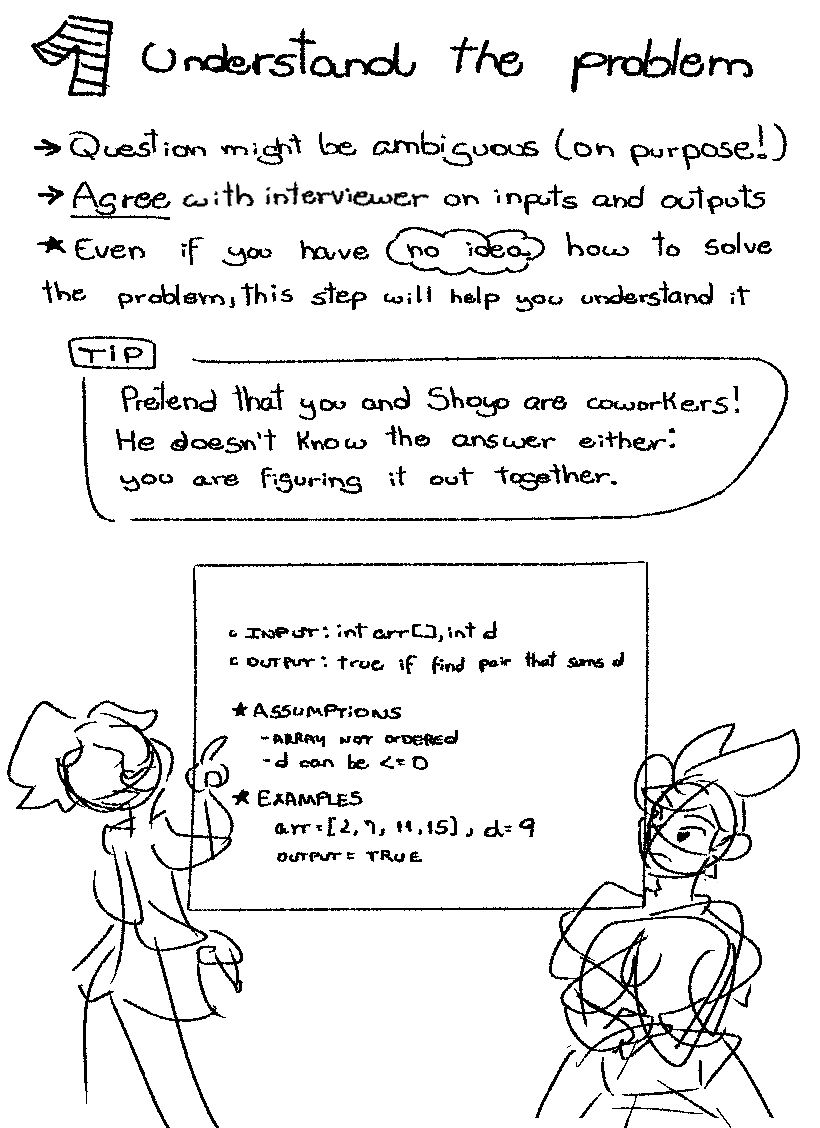 1 Understand the problem
→ Question might be ambiguous (on purpose!)
→ Agree with interviewer on inputs and outputs
★ Even if you have no idea how to solve
the problem, this step will help you understand it
TIP
Pretend that you and Shoyo are coworkers!
He doesn't know the answer either:
you are figuring it out together.
INPUT: int arr[], int d
OUTPUT: true if find pair that sums d
★ ASSUMPTIONS
- ARRAY NOT ORDERED
- d can be <= 0
★ EXAMPLES
arr = [2, 7, 11, 15], d = 9
OUTPUT = TRUE